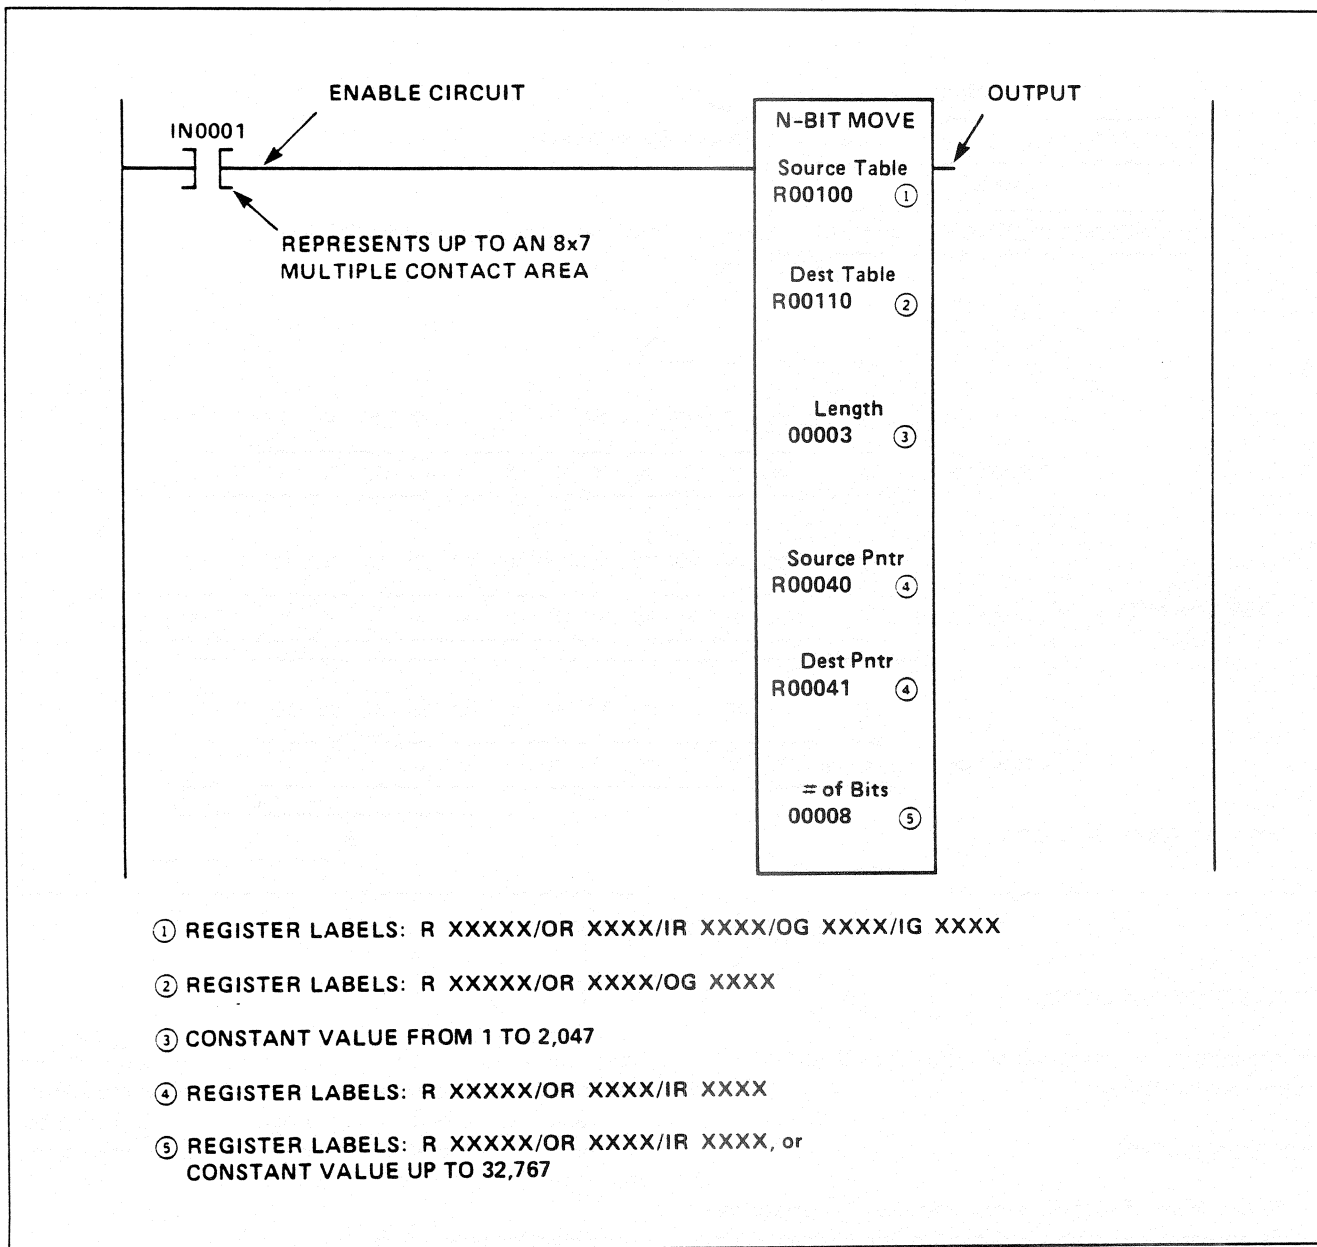 ENABLE CIRCUIT
OUTPUT
IN0001
N-BIT MOVE
Source Table
R00100 ①
REPRESENTS UP TO AN 8x7
MULTIPLE CONTACT AREA
Dest Table
R00110 ②
Length
00003 ③
Source Pntr
R00040 ④
Dest Pntr
R00041 ④
= of Bits
00008 ⑤
① REGISTER LABELS: R XXXXX/OR XXXX/IR XXXX/OG XXXX/IG XXXX
② REGISTER LABELS: R XXXXX/OR XXXX/OG XXXX
③ CONSTANT VALUE FROM 1 TO 2,047
④ REGISTER LABELS: R XXXXX/OR XXXX/IR XXXX
⑤ REGISTER LABELS: R XXXXX/OR XXXX/IR XXXX, or
CONSTANT VALUE UP TO 32,767